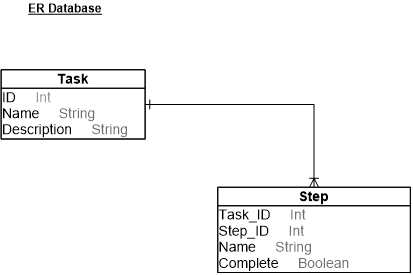 ER Database
Task
ID Int
Name String
Description String
Step
Task_ID Int
Step_ID Int
Name String
Complete Boolean